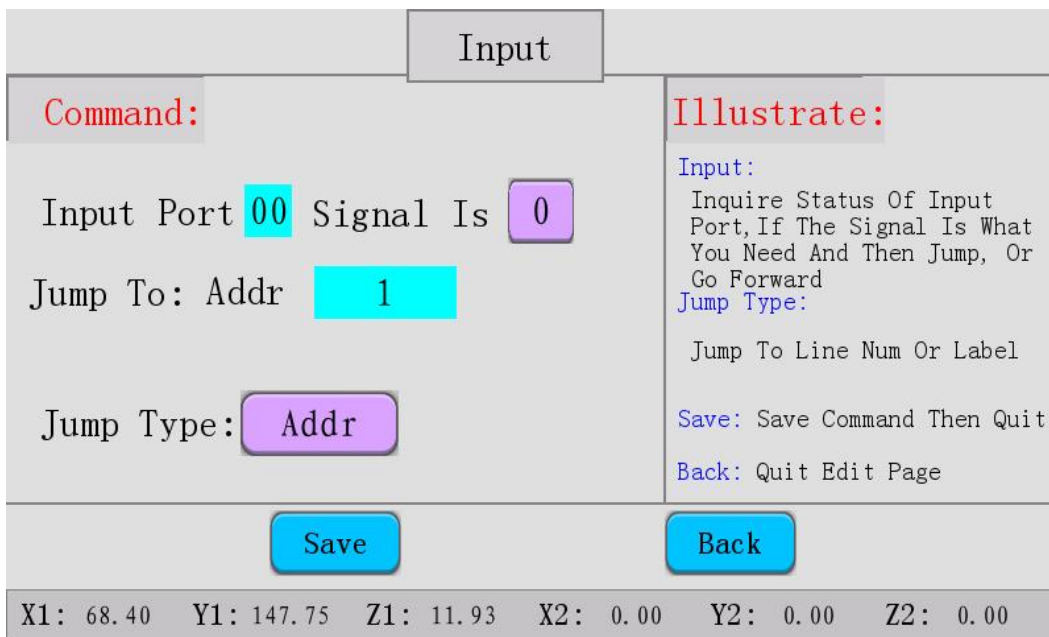 Input
Command:
Input Port 00 Signal Is 0
Jump To: Addr 1
Jump Type: Addr
Illustrate:
Input:
Inquire Status Of Input
Port,If The Signal Is What
You Need And Then Jump, Or
Go Forward
Jump Type:
Jump To Line Num Or Label
Save: Save Command Then Quit
Back: Quit Edit Page
Save Back
X1: 68.40 Y1: 147.75 Z1: 11.93 X2: 0.00 Y2: 0.00 Z2: 0.00